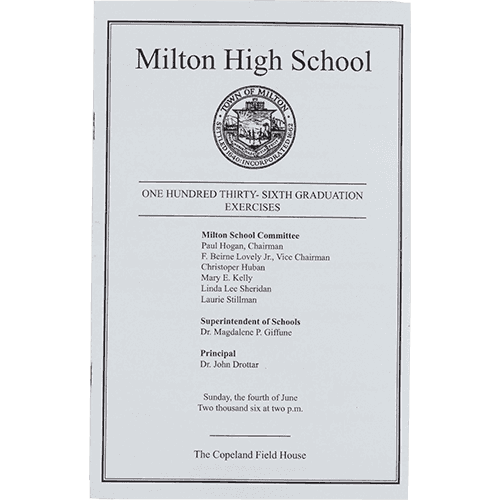 Milton High School
TOWN OF MILTON
SETTLED 1640 : INCORPORATED 1662
ONE HUNDRED THIRTY- SIXTH GRADUATION
EXERCISES
Milton School Committee
Paul Hogan, Chairman
F. Beirne Lovely Jr., Vice Chairman
Christoper Huban
Mary E. Kelly
Linda Lee Sheridan
Laurie Stillman
Superintendent of Schools
Dr. Magdalene P. Giffune
Principal
Dr. John Drottar
Sunday, the fourth of June
Two thousand six at two p.m.
The Copeland Field House